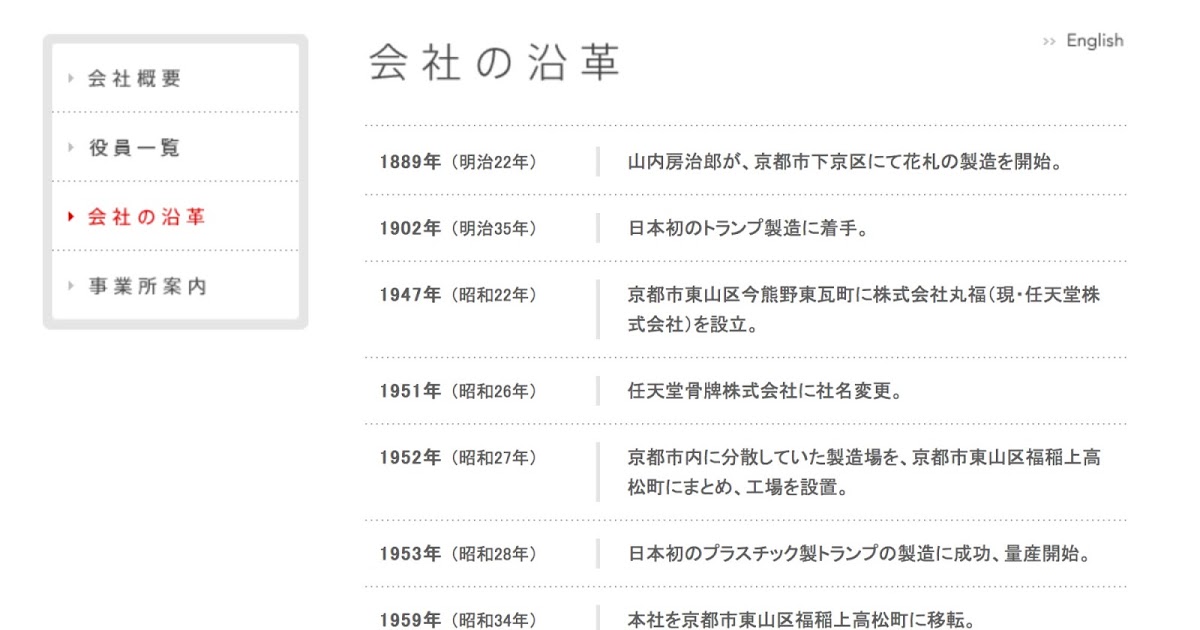 会社概要
役員一覧
会社の沿革
事業所案内
会社の沿革
›› English
1889年（明治22年） 山内房治郎が、京都市下京区にて花札の製造を開始。
1902年（明治35年） 日本初のトランプ製造に着手。
1947年（昭和22年） 京都市東山区今熊野東瓦町に株式会社丸福（現・任天堂株
式会社）を設立。
1951年（昭和26年） 任天堂骨牌株式会社に社名変更。
1952年（昭和27年） 京都市内に分散していた製造場を、京都市東山区福稲上高
松町にまとめ、工場を設置。
1953年（昭和28年） 日本初のプラスチック製トランプの製造に成功、量産開始。
1959年（昭和34年） 本社を京都市東山区福稲上高松町に移転。